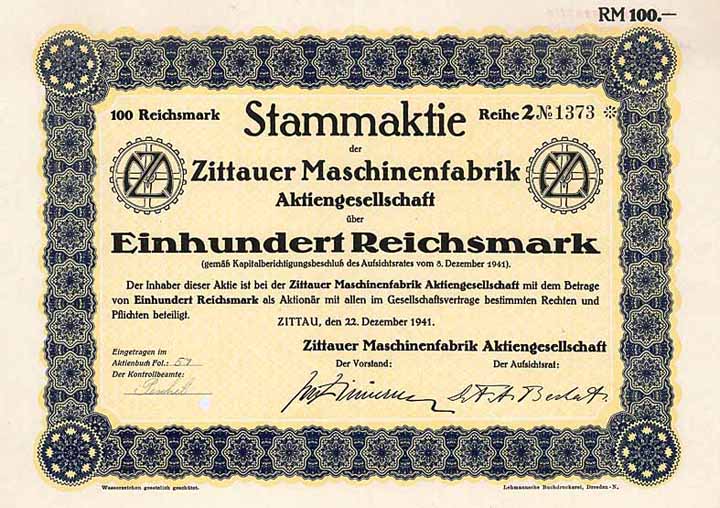 RM 100.—
100 Reichsmark Stammaktie Reihe 2 № 1373 *
der
Zittauer Maschinenfabrik
Aktiengesellschaft
über
Einhundert Reichsmark
(gemäß Kapitalberichtigungsbeschluß des Aufsichtsrates vom 8. Dezember 1941).
Der Inhaber dieser Aktie ist bei der Zittauer Maschinenfabrik Aktiengesellschaft mit dem Betrage
von Einhundert Reichsmark als Aktionär mit allen im Gesellschaftsvertrage bestimmten Rechten und
Pflichten beteiligt.
ZITTAU, den 22. Dezember 1941.
Zittauer Maschinenfabrik Aktiengesellschaft
Der Vorstand: Der Aufsichtsrat:
Eingetragen im
Aktienbuch Fol.:
Der Kontrollbeamte:
Wasserzeichen gesetzlich geschützt.
Lehmannsche Buchdruckerei, Dresden-N.